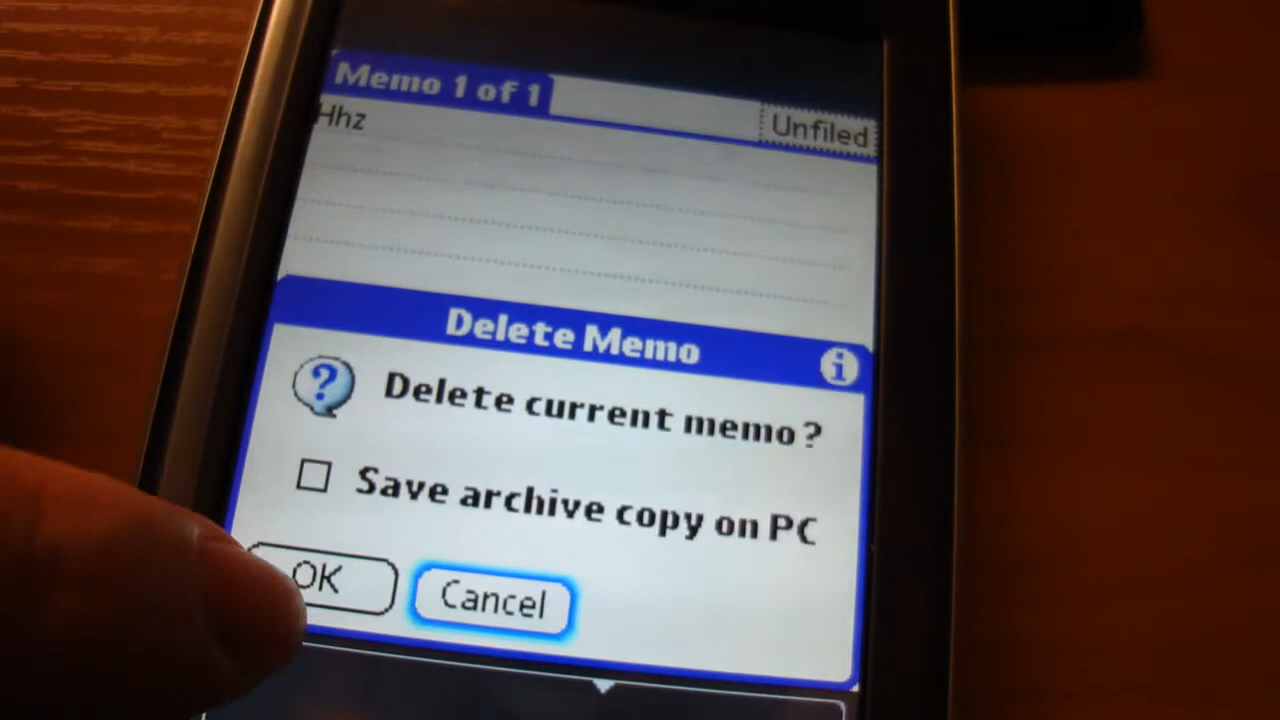 Memo 1 of 1
Unfiled
Hhz
Delete Memo
Delete current memo?
Save archive copy on PC
OK
Cancel